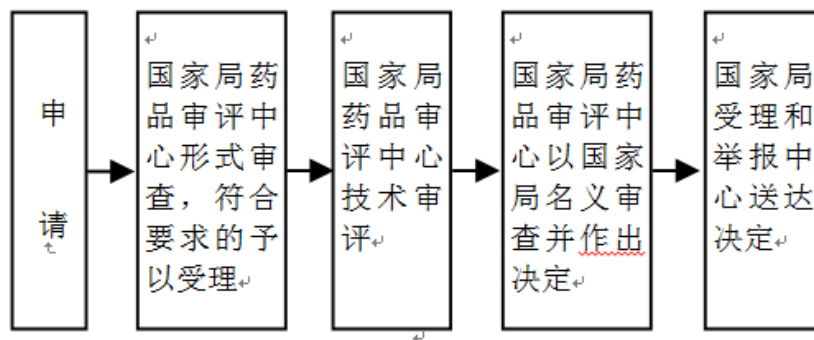 申
请
国家局药
品审评中
心形式审
查，符合
要求的予
以受理
国家局
药品审
评中心
技术审
评
国家局药
品审评中
心以国家
局名义审
查并作出
决定
国家局
受理和
举报中
心送达
决定